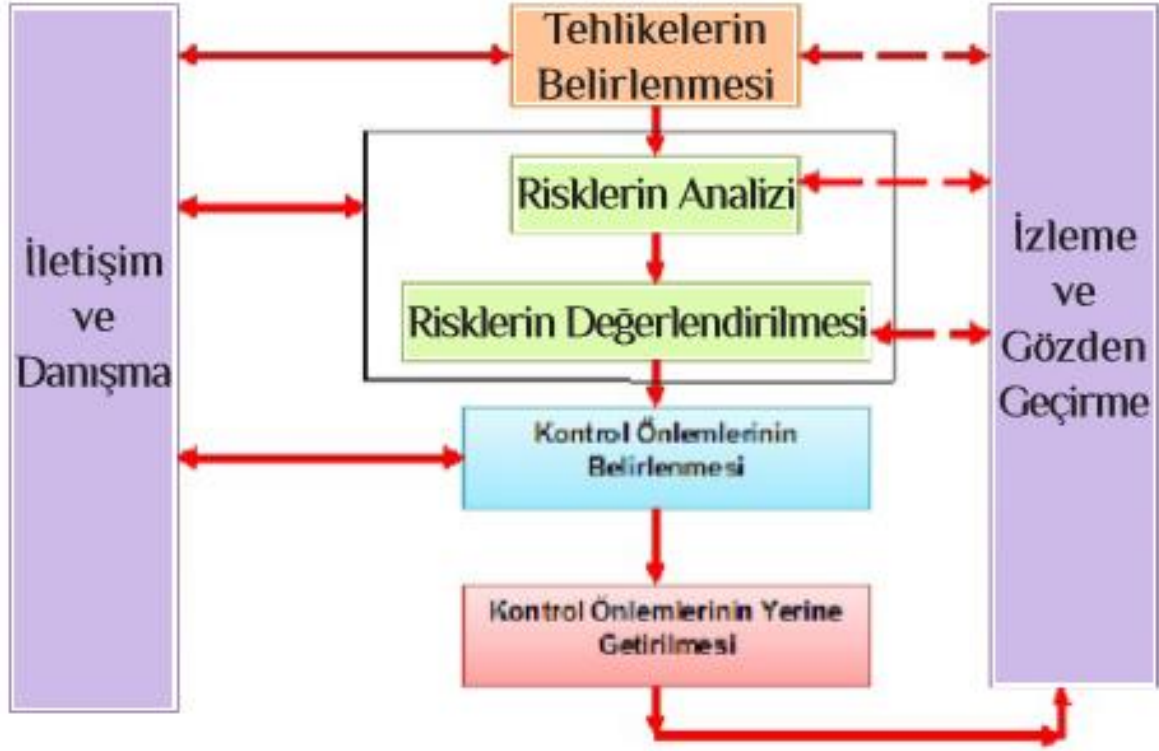 Tehlikelerin
Belirlenmesi
Risklerin Analizi
Risklerin Değerlendirilmesi
İletişim
ve
Danışma
İzleme
ve
Gözden
Geçirme
Kontrol Önlemlerinin
Belirlenmesi
Kontrol Önlemlerinin Yerine
Getirilmesi